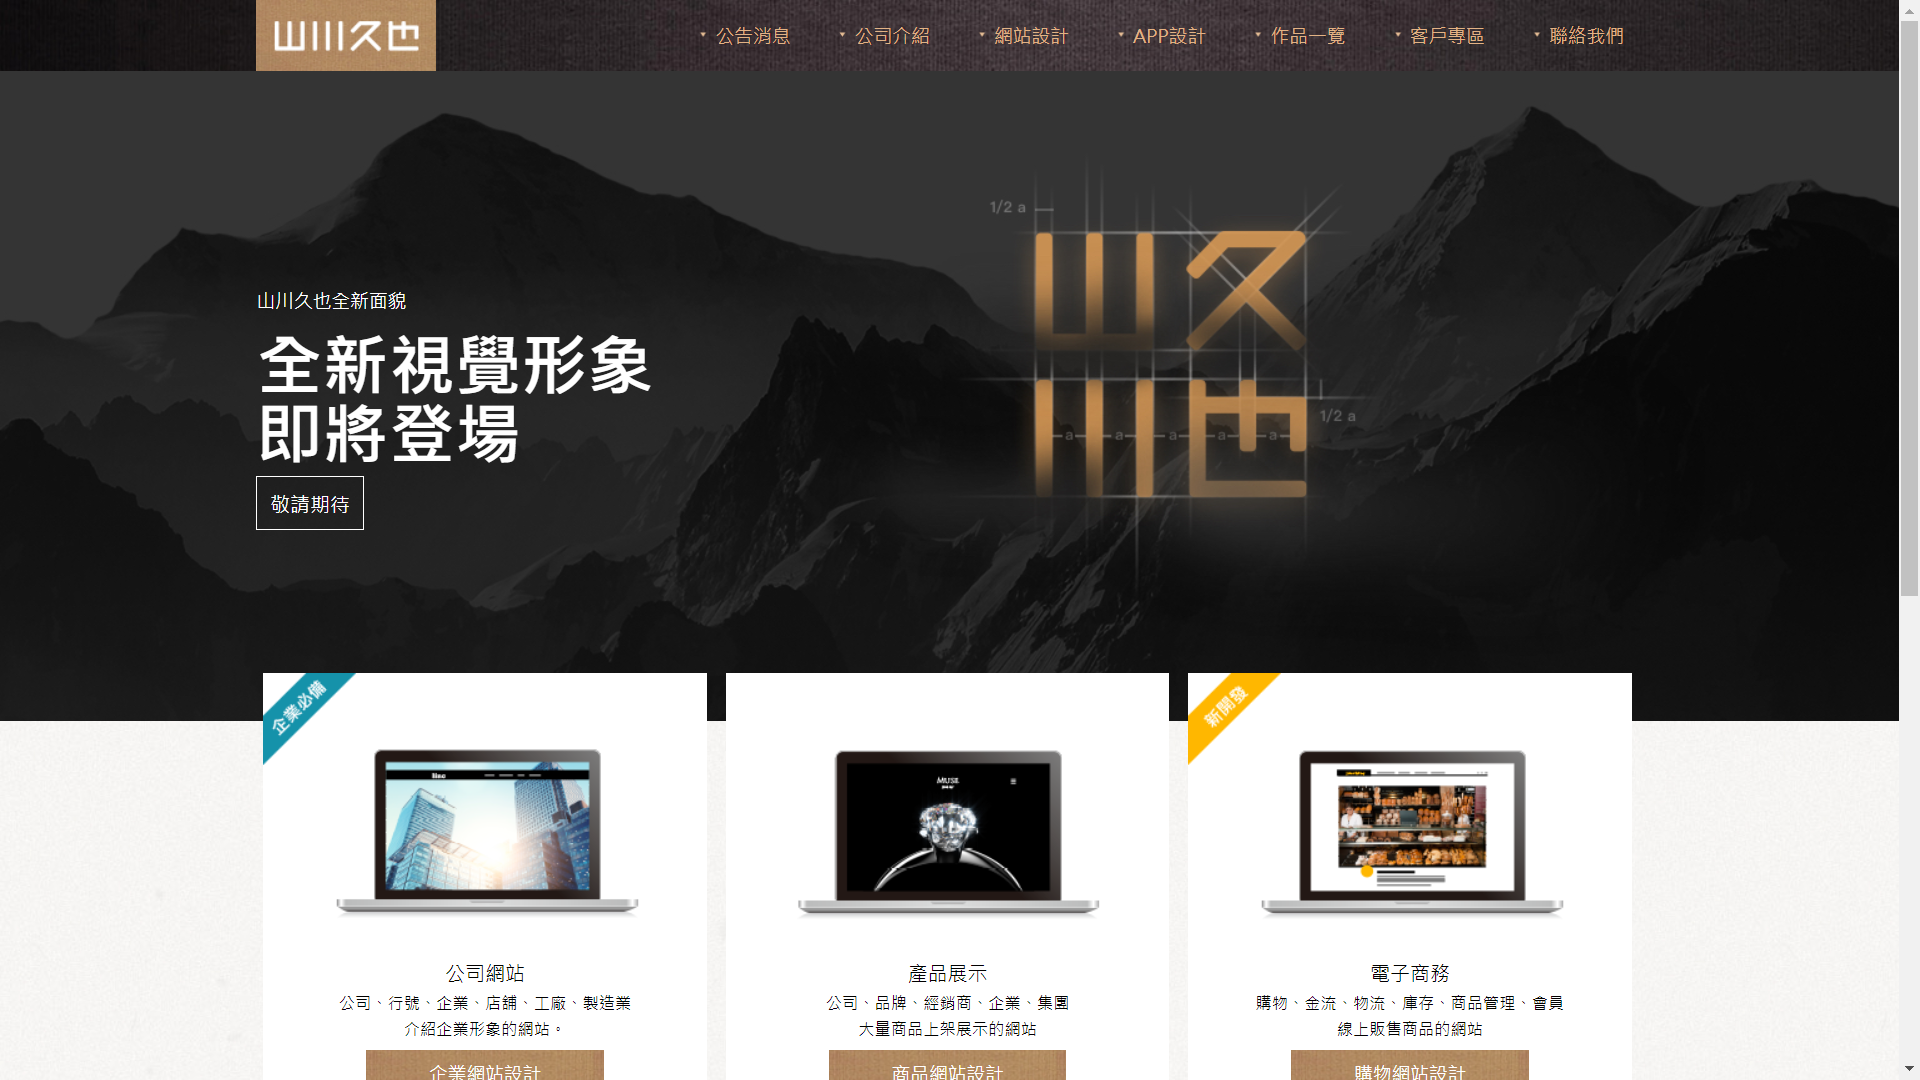 山川久也
公告消息
公司介紹
網站設計
APP設計
作品一覽
客戶專區
聯絡我們
1/2 a
山久
川也
1/2 a
a a a a a
山川久也全新面貌
全新視覺形象
即將登場
敬請期待
企業必備
新開發
MUSE
公司網站
公司、行號、企業、店舖、工廠、製造業
介紹企業形象的網站。
企業網站設計
產品展示
公司、品牌、經銷商、企業、集團
大量商品上架展示的網站
商品網站設計
電子商務
購物、金流、物流、庫存、商品管理、會員
線上販售商品的網站
購物網站設計